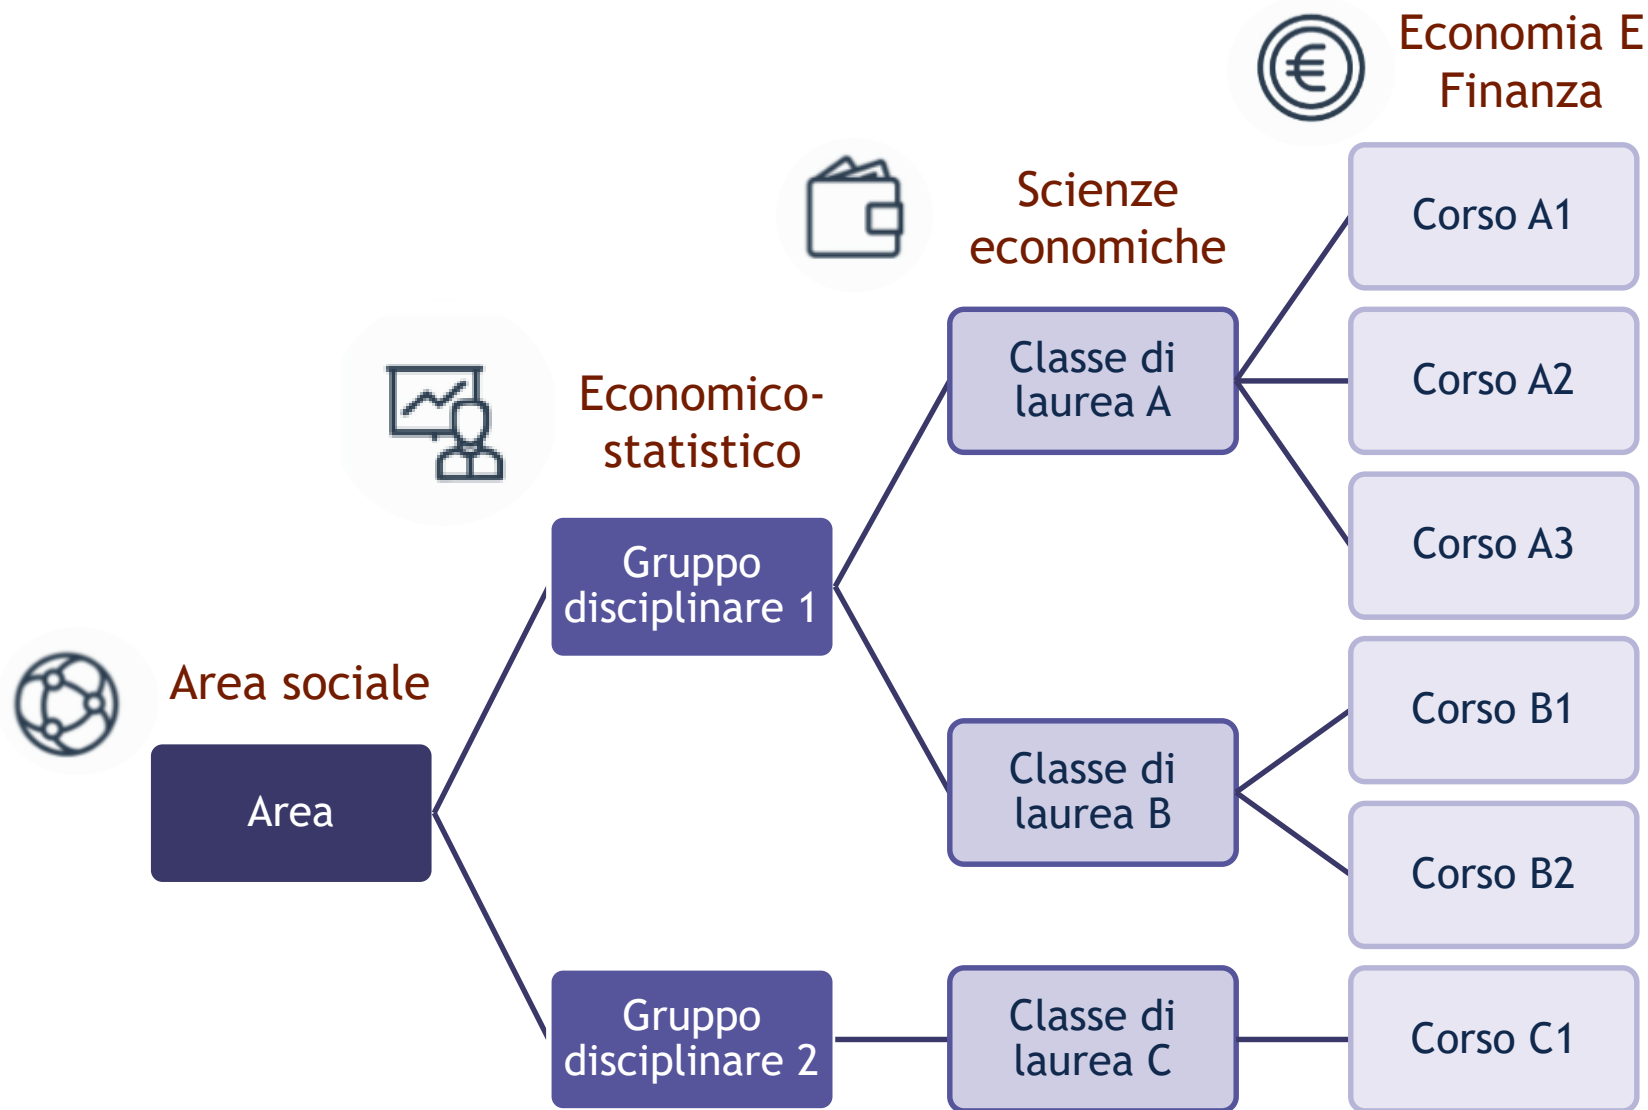 Economia E
Finanza
Corso A1
Scienze
economiche
Classe di
laurea A
Corso A2
Economico-
statistico
Corso A3
Gruppo
disciplinare 1
Area sociale
Corso B1
Classe di
laurea B
Area
Corso B2
Gruppo
disciplinare 2
Classe di
laurea C
Corso C1